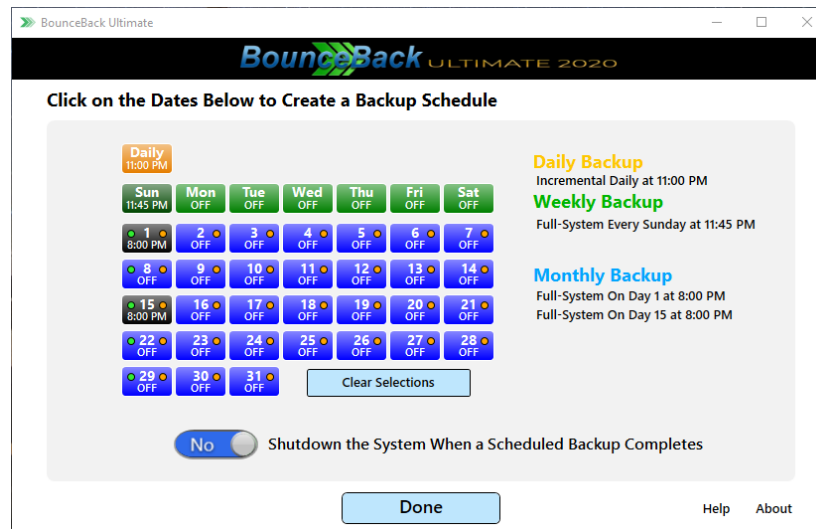 BounceBack Ultimate
BounceBack ULTIMATE 2020
Click on the Dates Below to Create a Backup Schedule
Daily
11:00 PM
Sun Mon Tue Wed Thu Fri Sat
11:45 PM OFF OFF OFF OFF OFF OFF
1 2 3 4 5 6 7
8:00 PM OFF OFF OFF OFF OFF OFF
8 9 10 11 12 13 14
OFF OFF OFF OFF OFF OFF OFF
15 16 17 18 19 20 21
8:00 PM OFF OFF OFF OFF OFF OFF
22 23 24 25 26 27 28
OFF OFF OFF OFF OFF OFF OFF
29 30 31
OFF OFF OFF
Clear Selections
Daily Backup
Incremental Daily at 11:00 PM
Weekly Backup
Full-System Every Sunday at 11:45 PM
Monthly Backup
Full-System On Day 1 at 8:00 PM
Full-System On Day 15 at 8:00 PM
No Shutdown the System When a Scheduled Backup Completes
Done
Help About